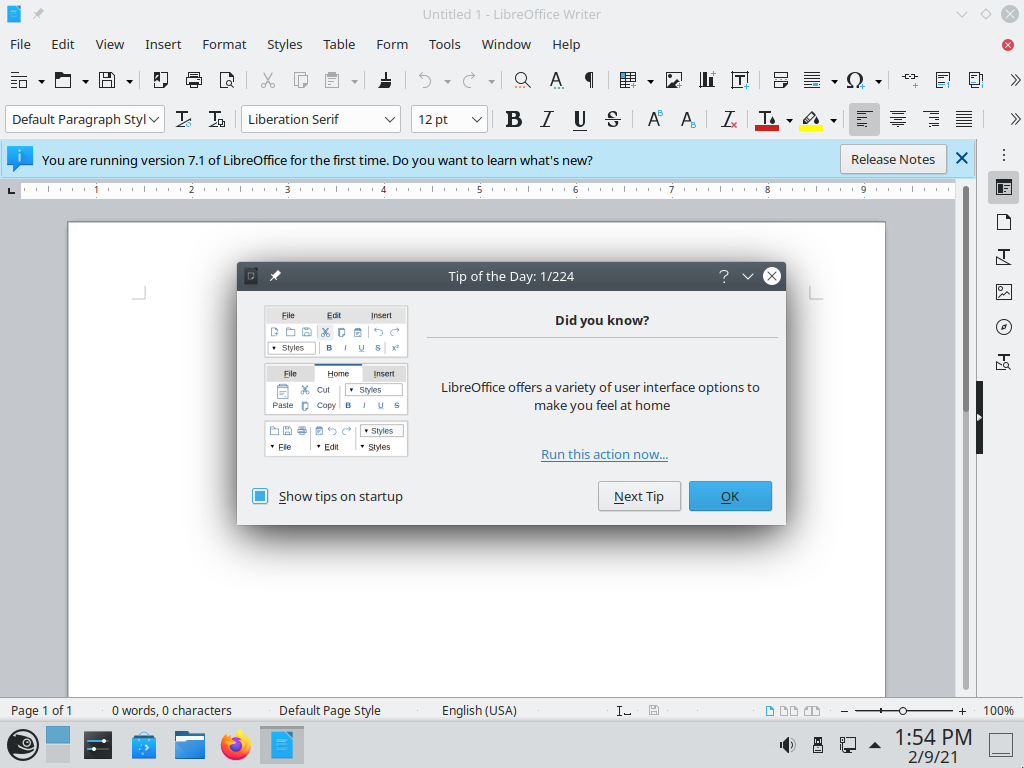 Untitled 1 - LibreOffice Writer
File Edit View Insert Format Styles Table Form Tools Window Help
Default Paragraph Styl Liberation Serif 12 pt B I U S
You are running version 7.1 of LibreOffice for the first time. Do you want to learn what's new? Release Notes
1 2 3 4 5 6 7 8 9
Tip of the Day: 1/224
File Edit Insert
Styles B I U S x²
File Home Insert
Cut Styles
Paste Copy B I U S
Styles
File Edit Styles
Did you know?
LibreOffice offers a variety of user interface options to
make you feel at home
Run this action now...
Show tips on startup Next Tip OK
Page 1 of 1 0 words, 0 characters Default Page Style English (USA) 100%
1:54 PM
2/9/21